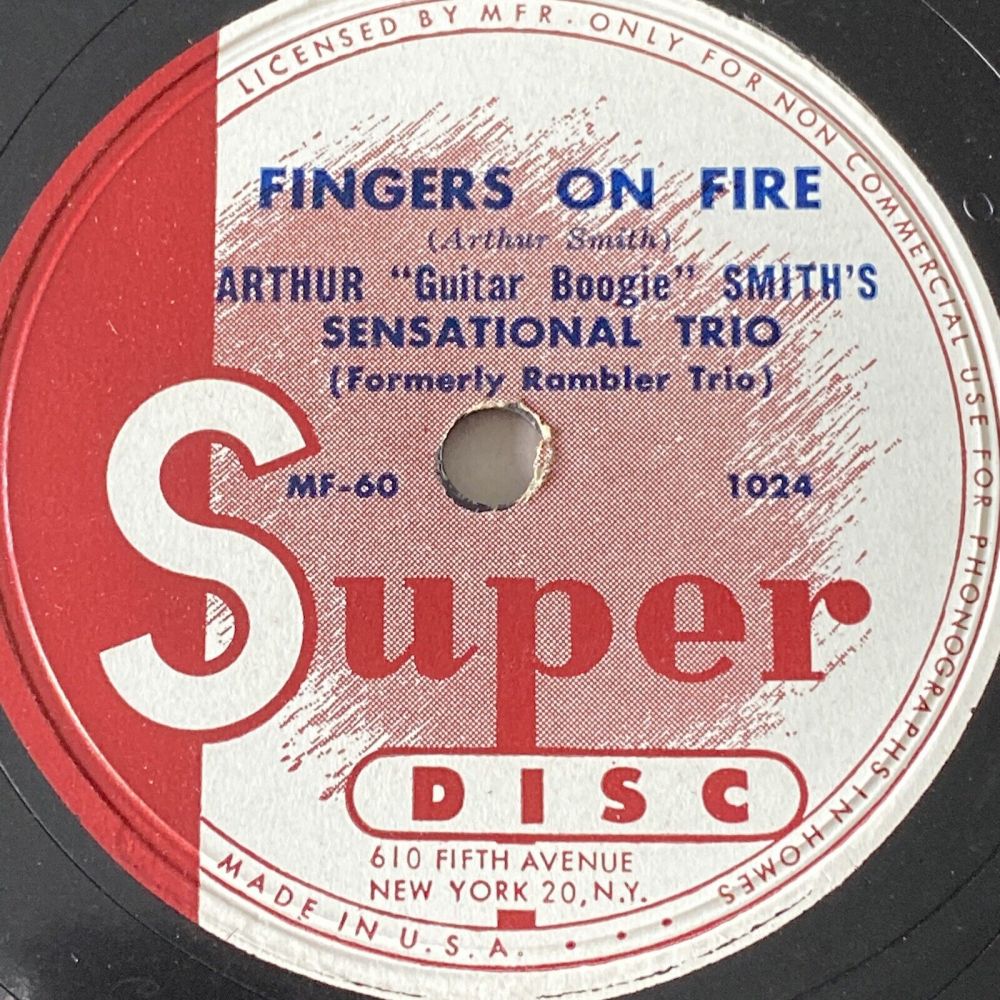 LICENSED BY MFR. ONLY FOR NON COMMERCIAL USE FOR PHONOGRAPHS IN HOMES
FINGERS ON FIRE
(Arthur Smith)
ARTHUR "Guitar Boogie" SMITH'S
SENSATIONAL TRIO
(Formerly Rambler Trio)
MF-60 1024
Super
DISC
610 FIFTH AVENUE
NEW YORK 20, N.Y.
MADE IN U.S.A.